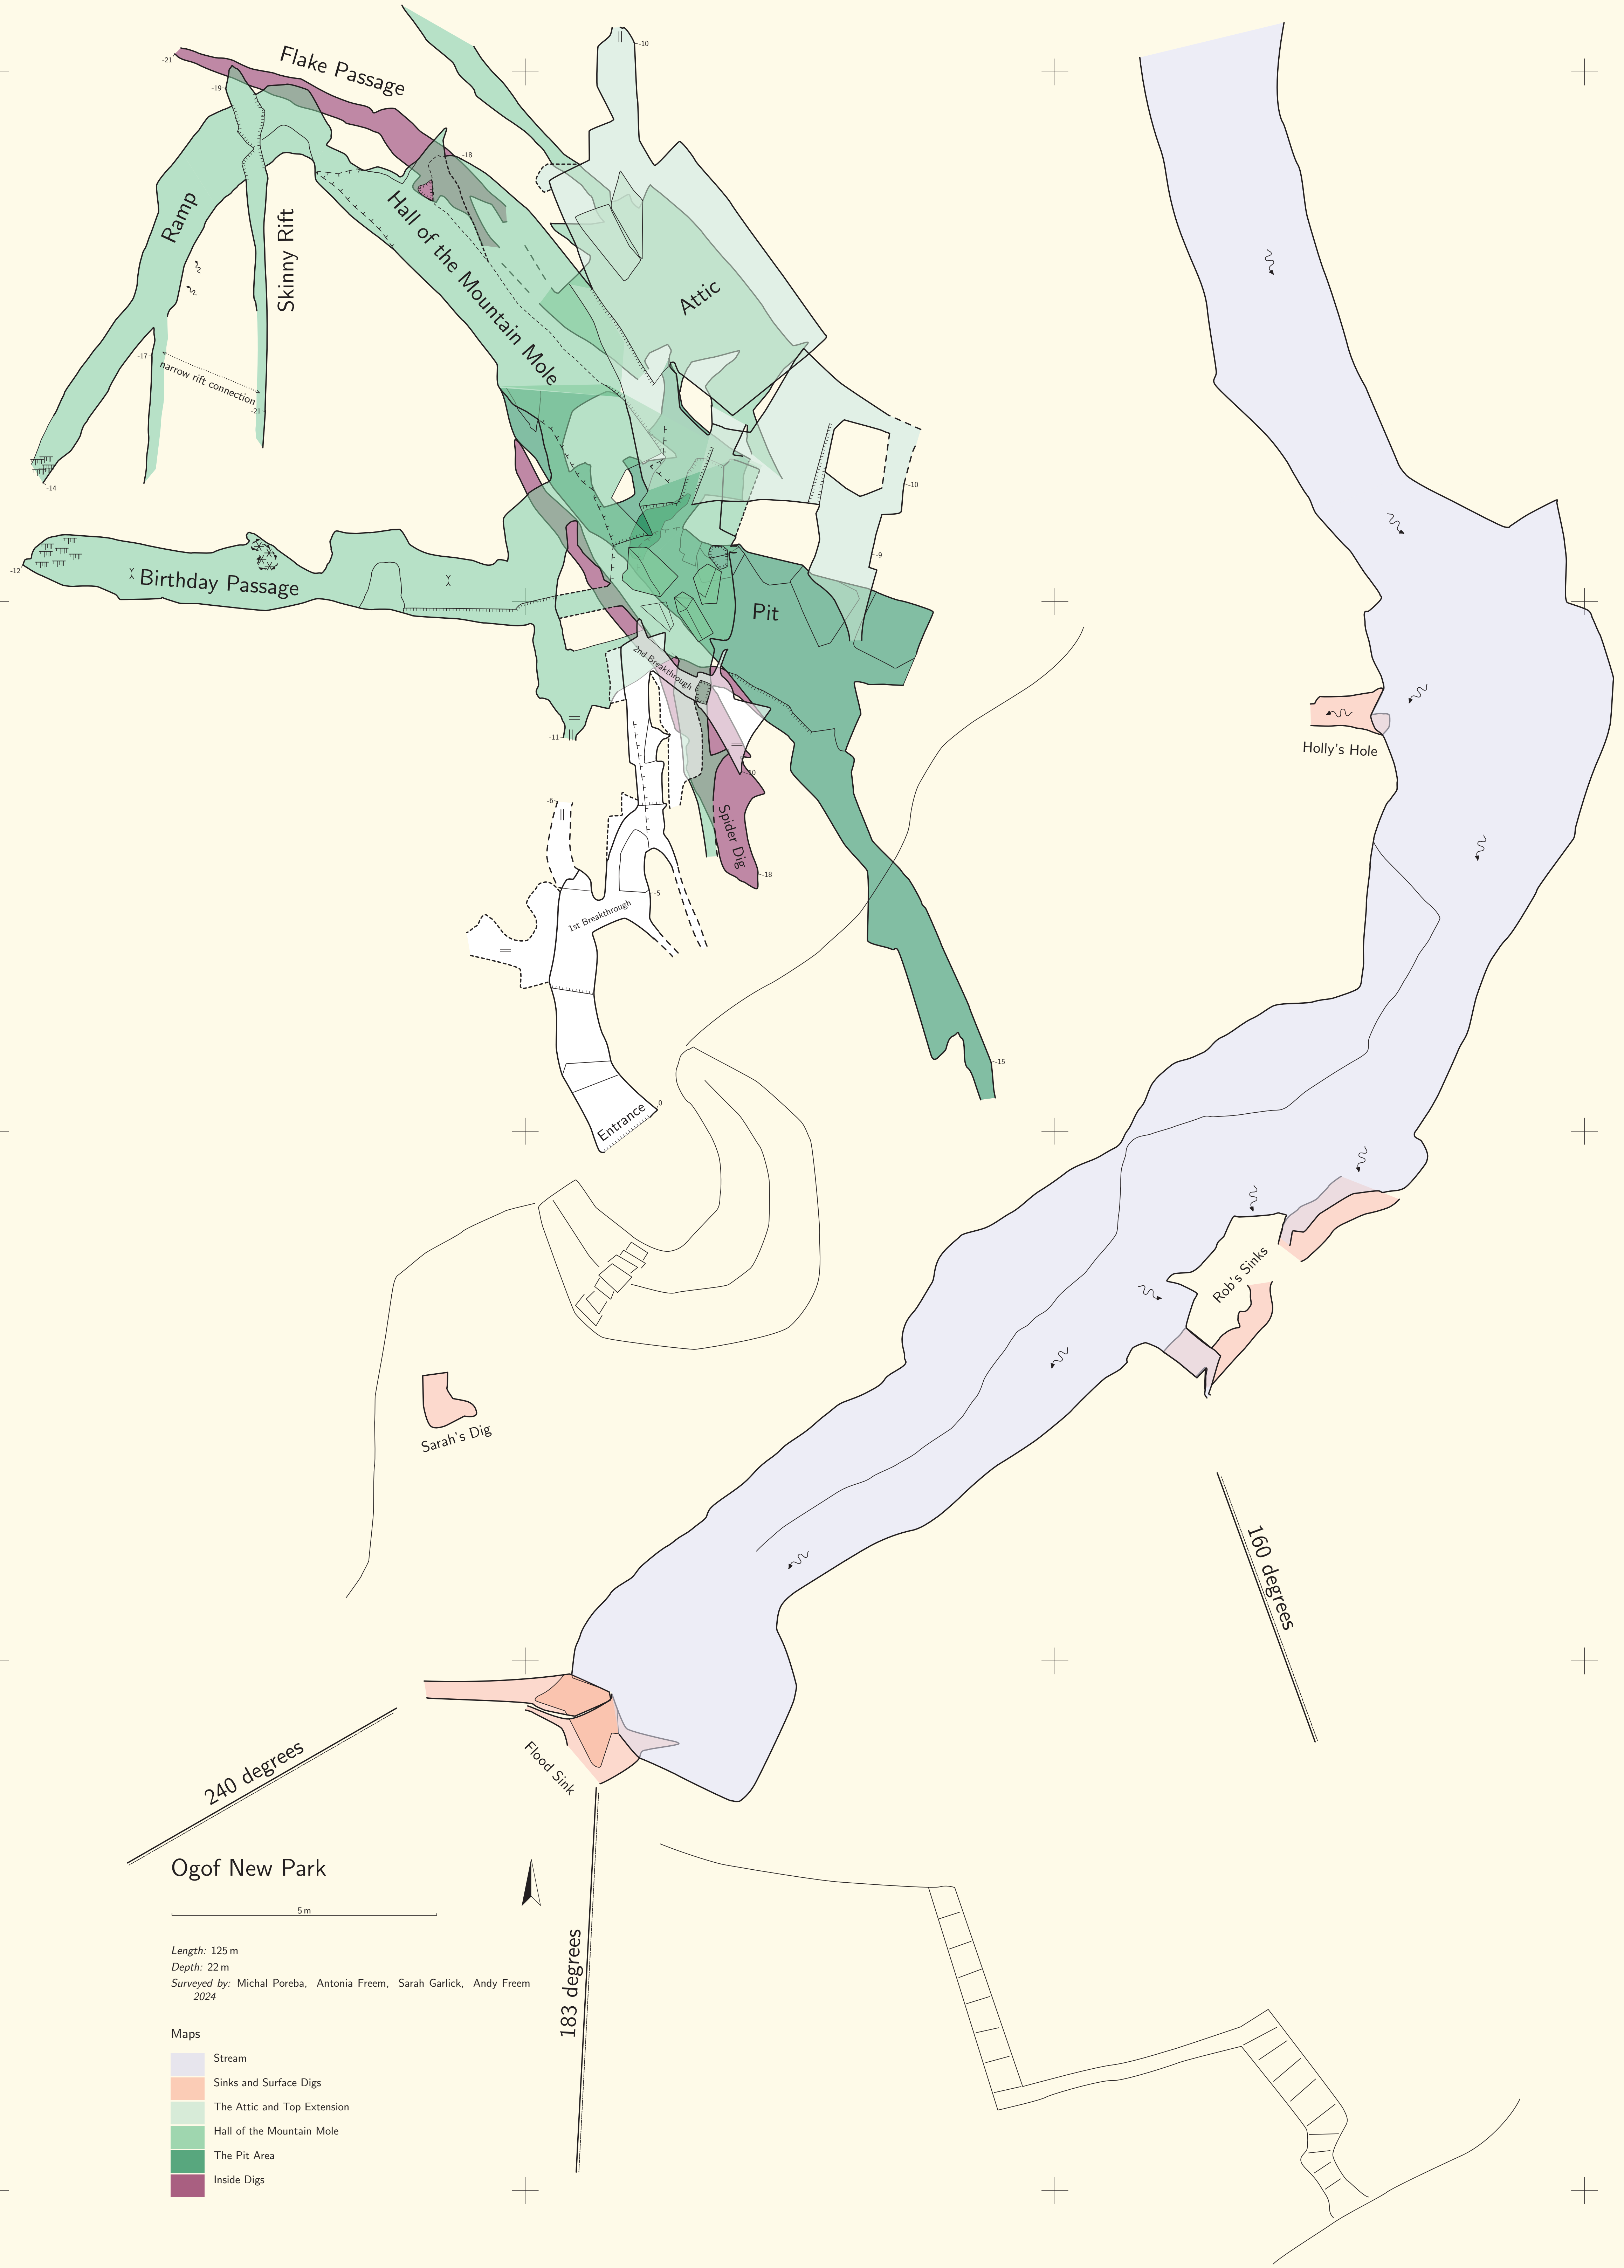 -10
Flake Passage
-21
-19
-18
Ramp
Skinny Rift
Hall of the Mountain Mole
Attic
-17
narrow rift connection
-21
-14
-10
-9
-12
Birthday Passage
Pit
2nd Breakthrough
-11
Holly's Hole
-10
-6
Spider Dig
-18
-5
1st Breakthrough
-15
0
Entrance
Rob's Sinks
Sarah's Dig
160 degrees
Flood Sink
240 degrees
183 degrees
Ogof New Park
5 m
Length: 125 m
Depth: 22 m
Surveyed by: Michal Poreba, Antonia Freem, Sarah Garlick, Andy Freem
2024
Maps
Stream
Sinks and Surface Digs
The Attic and Top Extension
Hall of the Mountain Mole
The Pit Area
Inside Digs